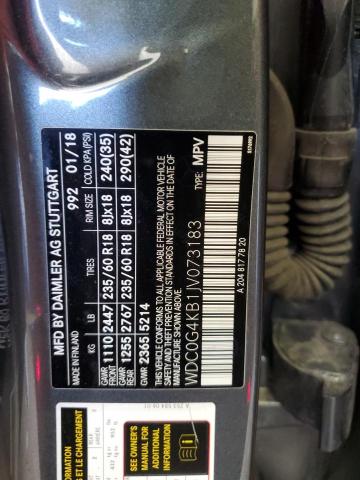 MFD BY DAIMLER AG STUTTGART
MADE IN FINLAND 992 01/18
KG LB TIRES RIM SIZE COLD KPA (PSI)
FRONT 1110 2447 235/60 R18 8Jx18 240(35)
REAR 1255 2767 235/60 R18 8Jx18 290(42)
GVWR 2365 5214
THIS VEHICLE CONFORMS TO ALL APPLICABLE FEDERAL MOTOR VEHICLE
SAFETY AND THEFT PREVENTION STANDARDS IN EFFECT ON THE DATE OF
MANUFACTURE SHOWN ABOVE.
WDC0G4KB1JV073183 TYPE: MPV
A 204 817 78 20
SEE OWNER'S
MANUAL FOR
ADDITIONAL
INFORMATION
ET LE CHARGEMENT